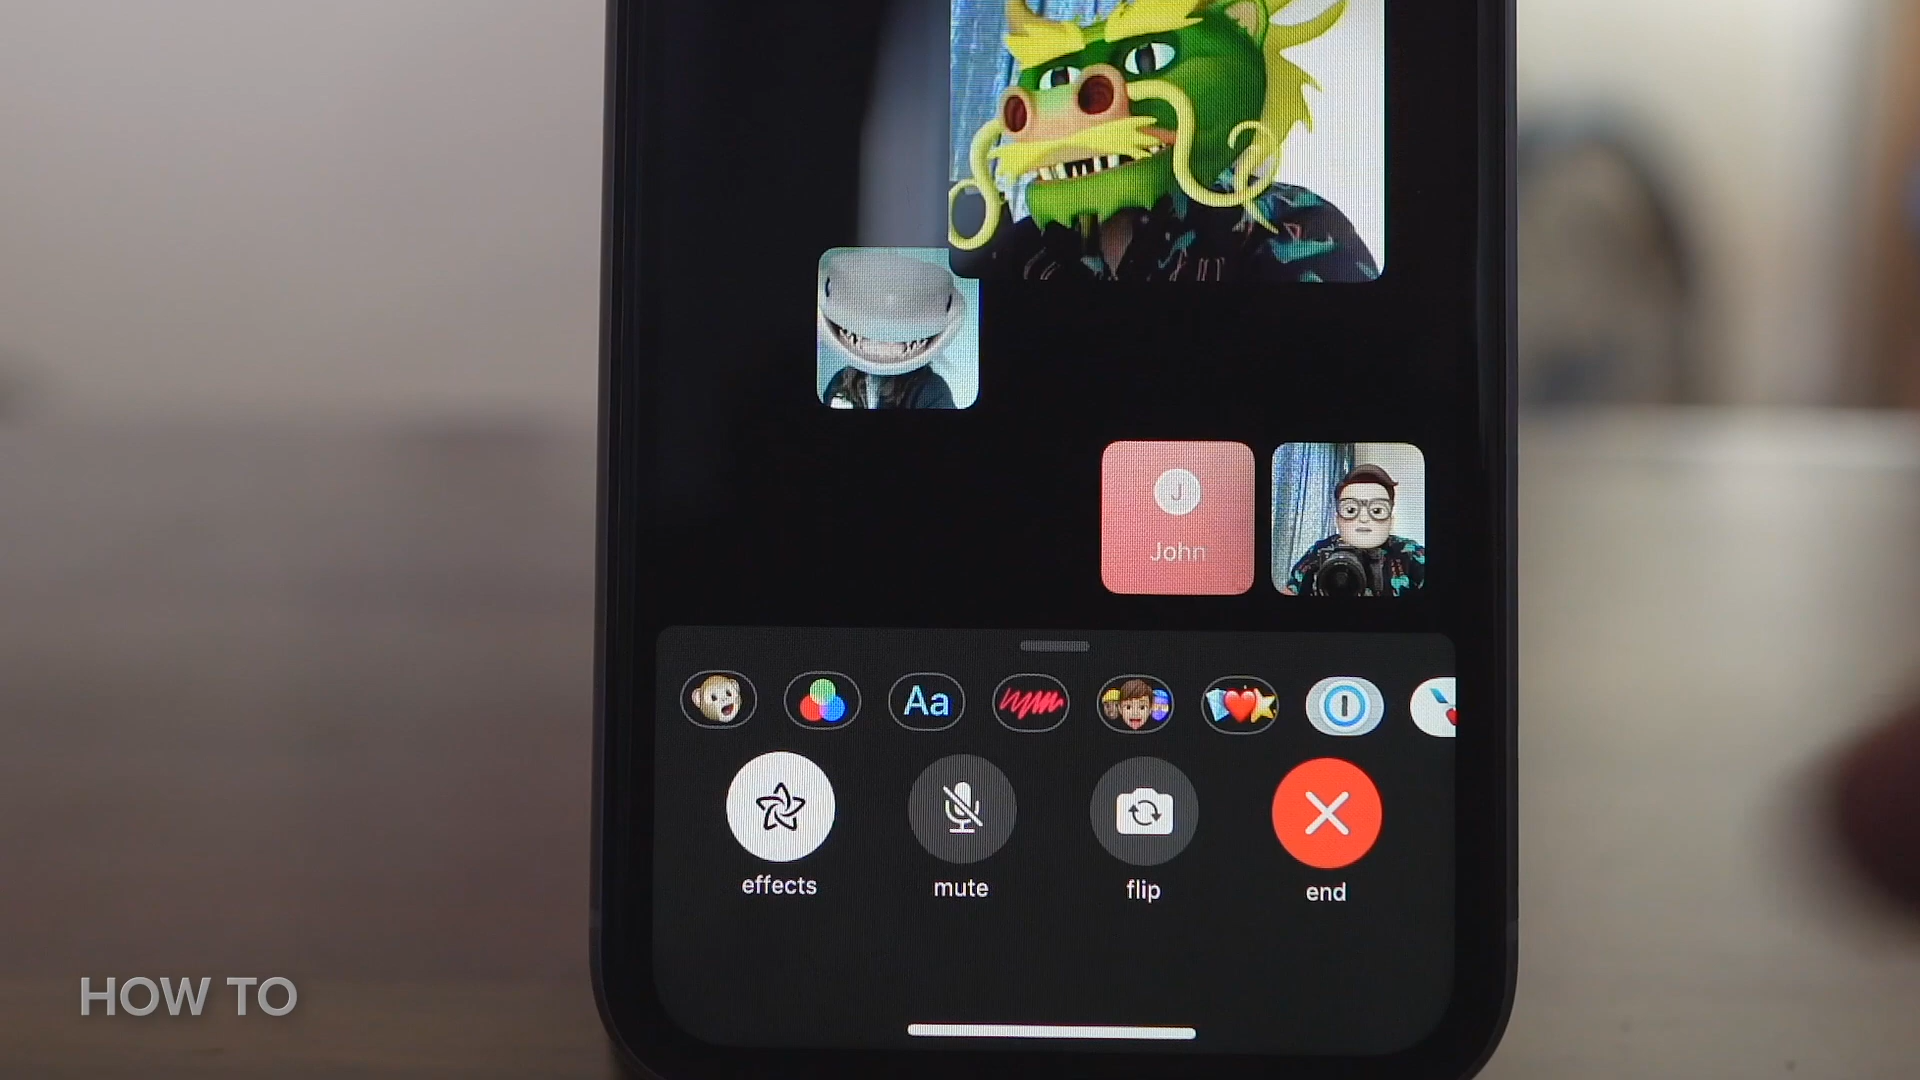 J
John
Aa
effects
mute
flip
end
HOW TO